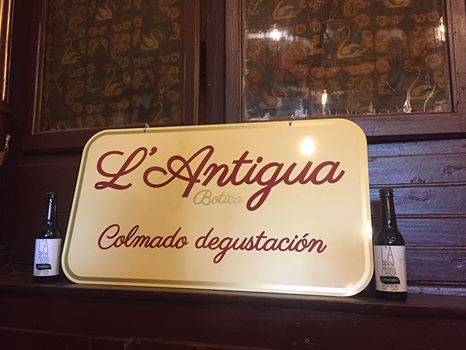 L'Antigua
Botica
Colmado degustación